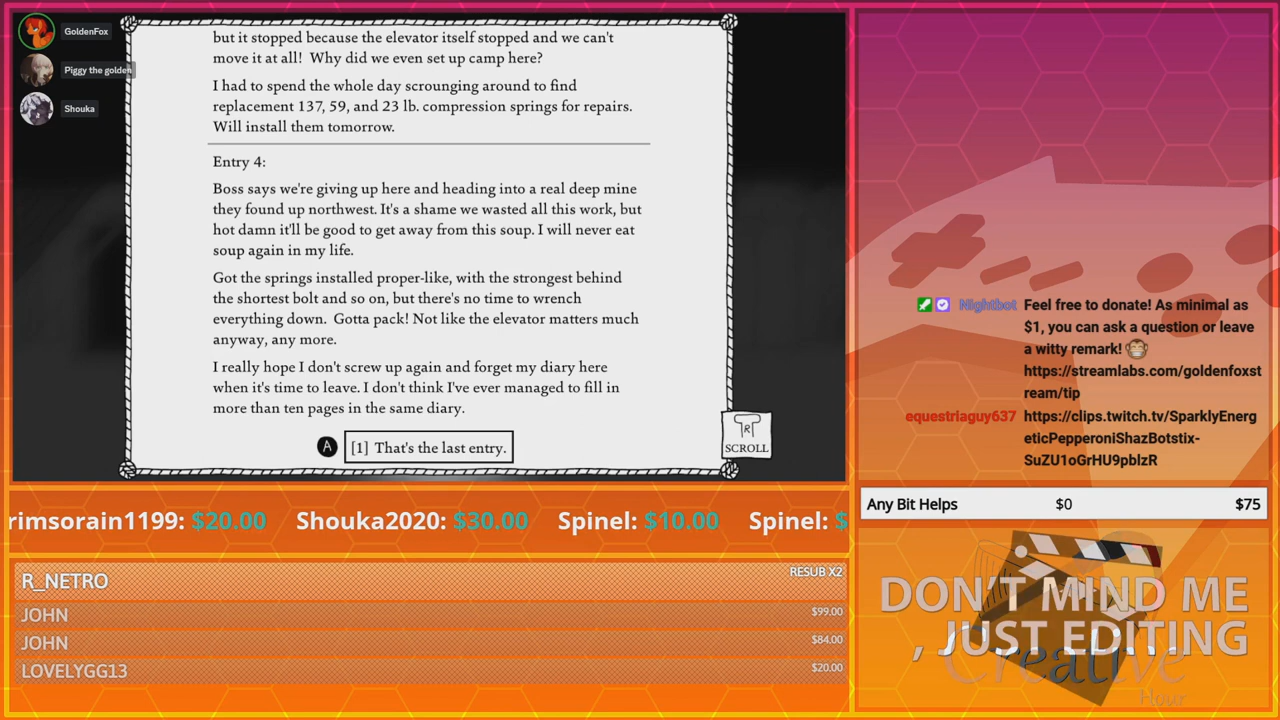 GoldenFox
Piggy the golden
Shouka
but it stopped because the elevator itself stopped and we can't
move it at all! Why did we even set up camp here?
I had to spend the whole day scrounging around to find
replacement 137, 59, and 23 lb. compression springs for repairs.
Will install them tomorrow.
Entry 4:
Boss says we're giving up here and heading into a real deep mine
they found up northwest. It's a shame we wasted all this work, but
hot damn it'll be good to get away from this soup. I will never eat
soup again in my life.
Got the springs installed proper-like, with the strongest behind
the shortest bolt and so on, but there's no time to wrench
everything down. Gotta pack! Not like the elevator matters much
anyway, any more.
I really hope I don't screw up again and forget my diary here
when it's time to leave. I don't think I've ever managed to fill in
more than ten pages in the same diary.
A [1] That's the last entry.
R
SCROLL
rimsorain1199: $20.00 Shouka2020: $30.00 Spinel: $10.00 Spinel: $
R_NETRO RESUB X2
JOHN $99.00
JOHN $84.00
LOVELYGG13 $20.00
Nightbot Feel free to donate! As minimal as
$1, you can ask a question or leave
a witty remark!
https://streamlabs.com/goldenfoxst
ream/tip
equestriaguy637 https://clips.twitch.tv/SparklyEnerg
eticPepperoniShazBotstix-
SuZU1oGrHU9pblzR
Any Bit Helps $0 $75
DON'T MIND ME
, JUST EDITING
Creative
Hour